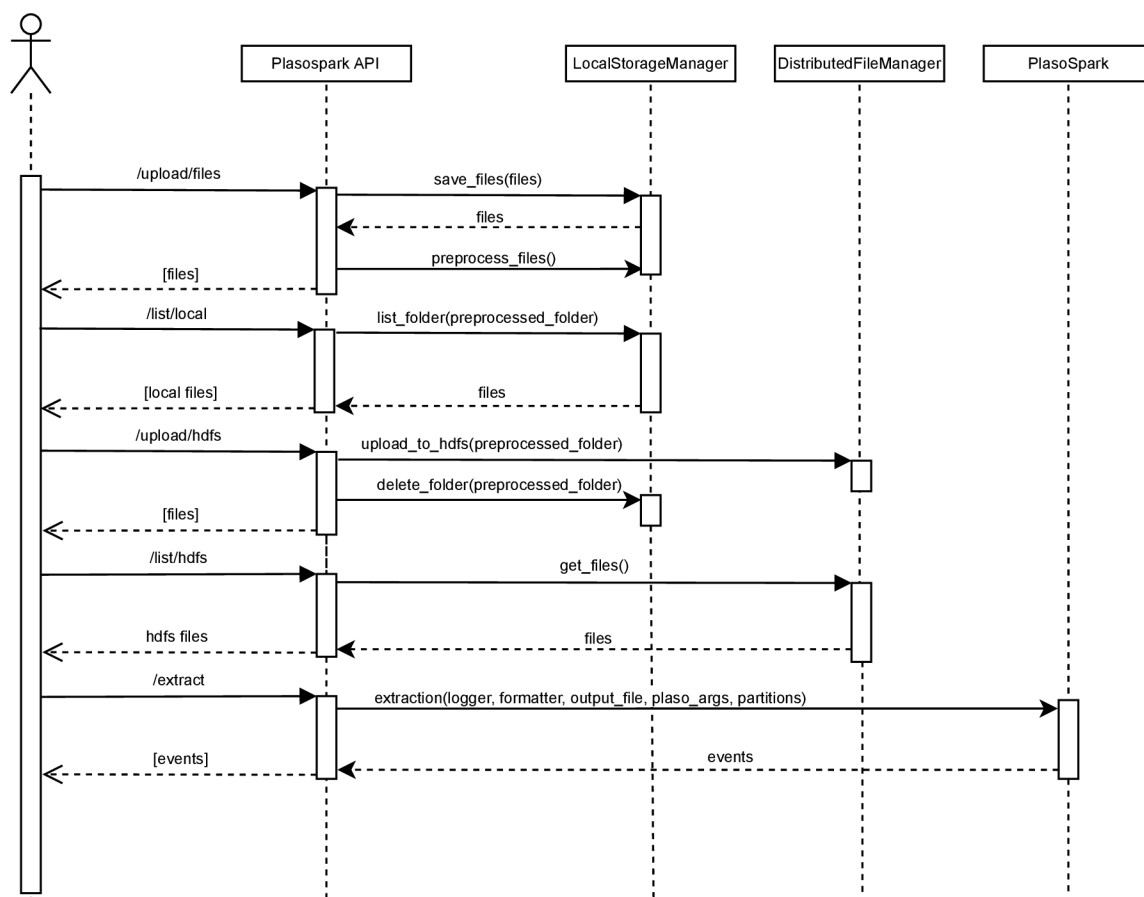 Plasospark API
LocalStorageManager
DistributedFileManager
PlasoSpark
/upload/files
save_files(files)
files
preprocess_files()
[files]
/list/local
list_folder(preprocessed_folder)
[local files]
files
/upload/hdfs
upload_to_hdfs(preprocessed_folder)
delete_folder(preprocessed_folder)
[files]
/list/hdfs
get_files()
hdfs files
files
/extract
extraction(logger, formatter, output_file, plaso_args, partitions)
[events]
events